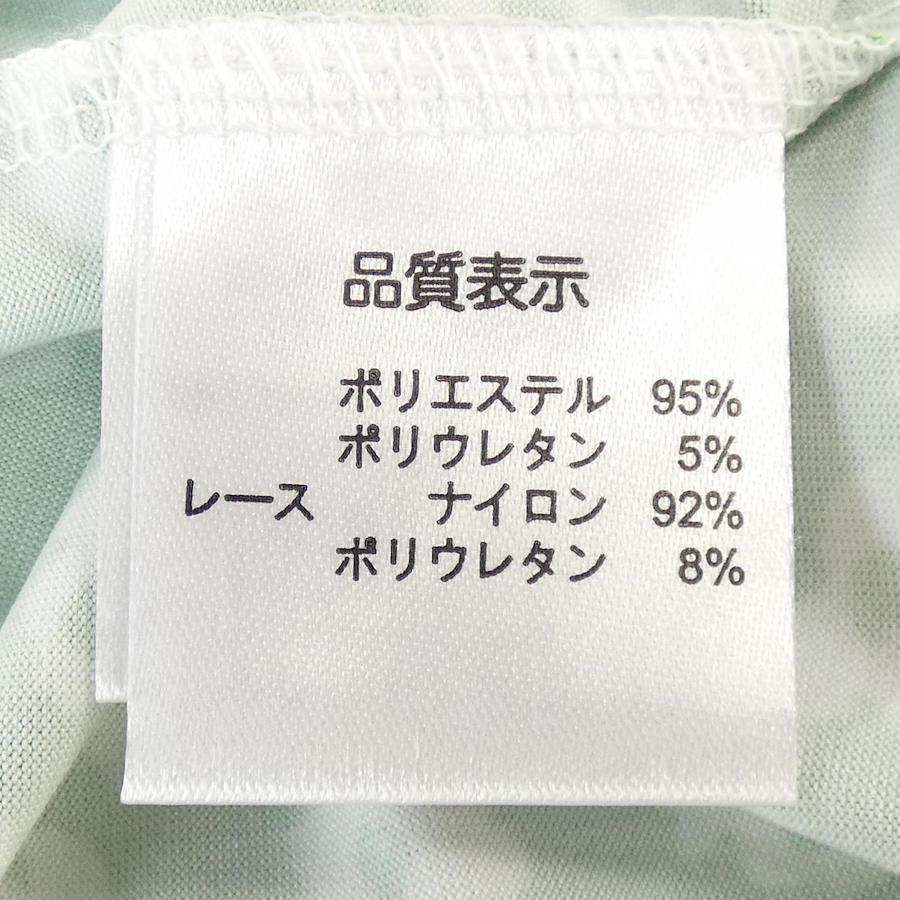 品質表示
ポリエステル 95%
ポリウレタン 5%
レース ナイロン 92%
ポリウレタン 8%